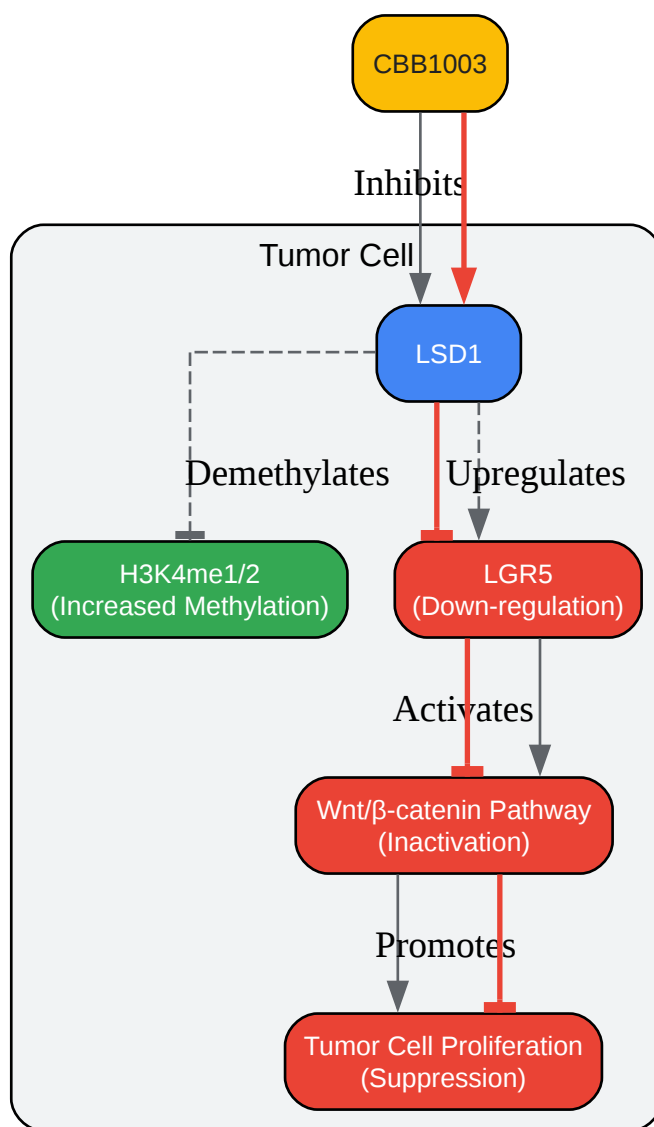 CBB1003
Inhibits
Tumor Cell
LSD1
Demethylates
Upregulates
H3K4me1/2
(Increased Methylation)
LGR5
(Down-regulation)
Activates
Wnt/β-catenin Pathway
(Inactivation)
Promotes
Tumor Cell Proliferation
(Suppression)